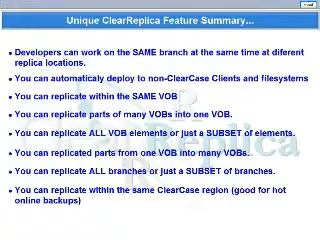 Unique ClearReplica Feature Summary...
Developers can work on the SAME branch at the same time at diferent
replica locations.
You can automaticaly deploy to non-ClearCase Clients and filesystems
You can replicate within the SAME VOB
You can replicate parts of many VOBs into one VOB.
You can replicate ALL VOB elements or just a SUBSET of elements.
You can replicated parts from one VOB into many VOBs.
You can replicate ALL branches or just a SUBSET of branches.
You can replicate within the same ClearCase region (good for hot
online backups)